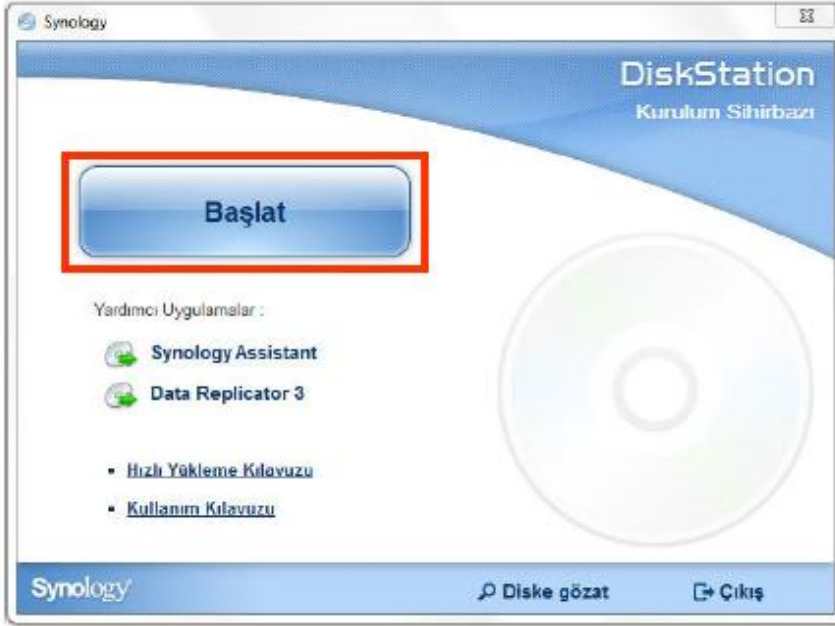 Synology
DiskStation
Kurulum Sihirbazı
Başlat
Yardımcı Uygulamalar :
Synology Assistant
Data Replicator 3
Hızlı Yükleme Kılavuzu
Kullanım Kılavuzu
Synology
Diske gözat
Çıkış